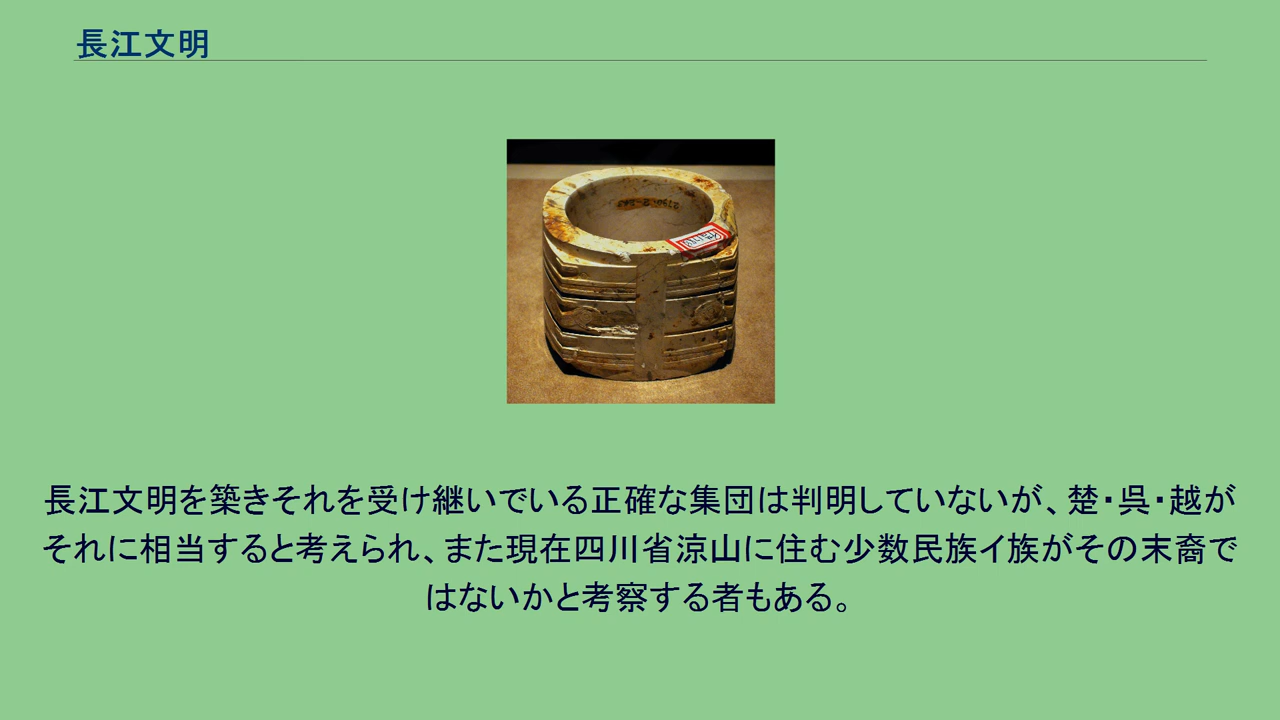 長江文明
長江文明を築きそれを受け継いでいる正確な集団は判明していないが、楚・呉・越が
それに相当すると考えられ、また現在四川省涼山に住む少数民族イ族がその末裔で
はないかと考察する者もある。